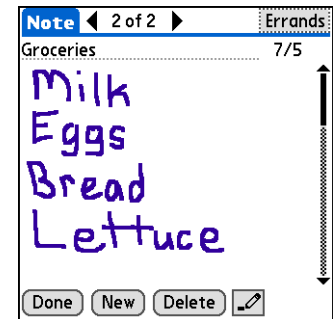 Note 2 of 2 Errands
Groceries 7/5
Milk
Eggs
Bread
Lettuce
Done New Delete